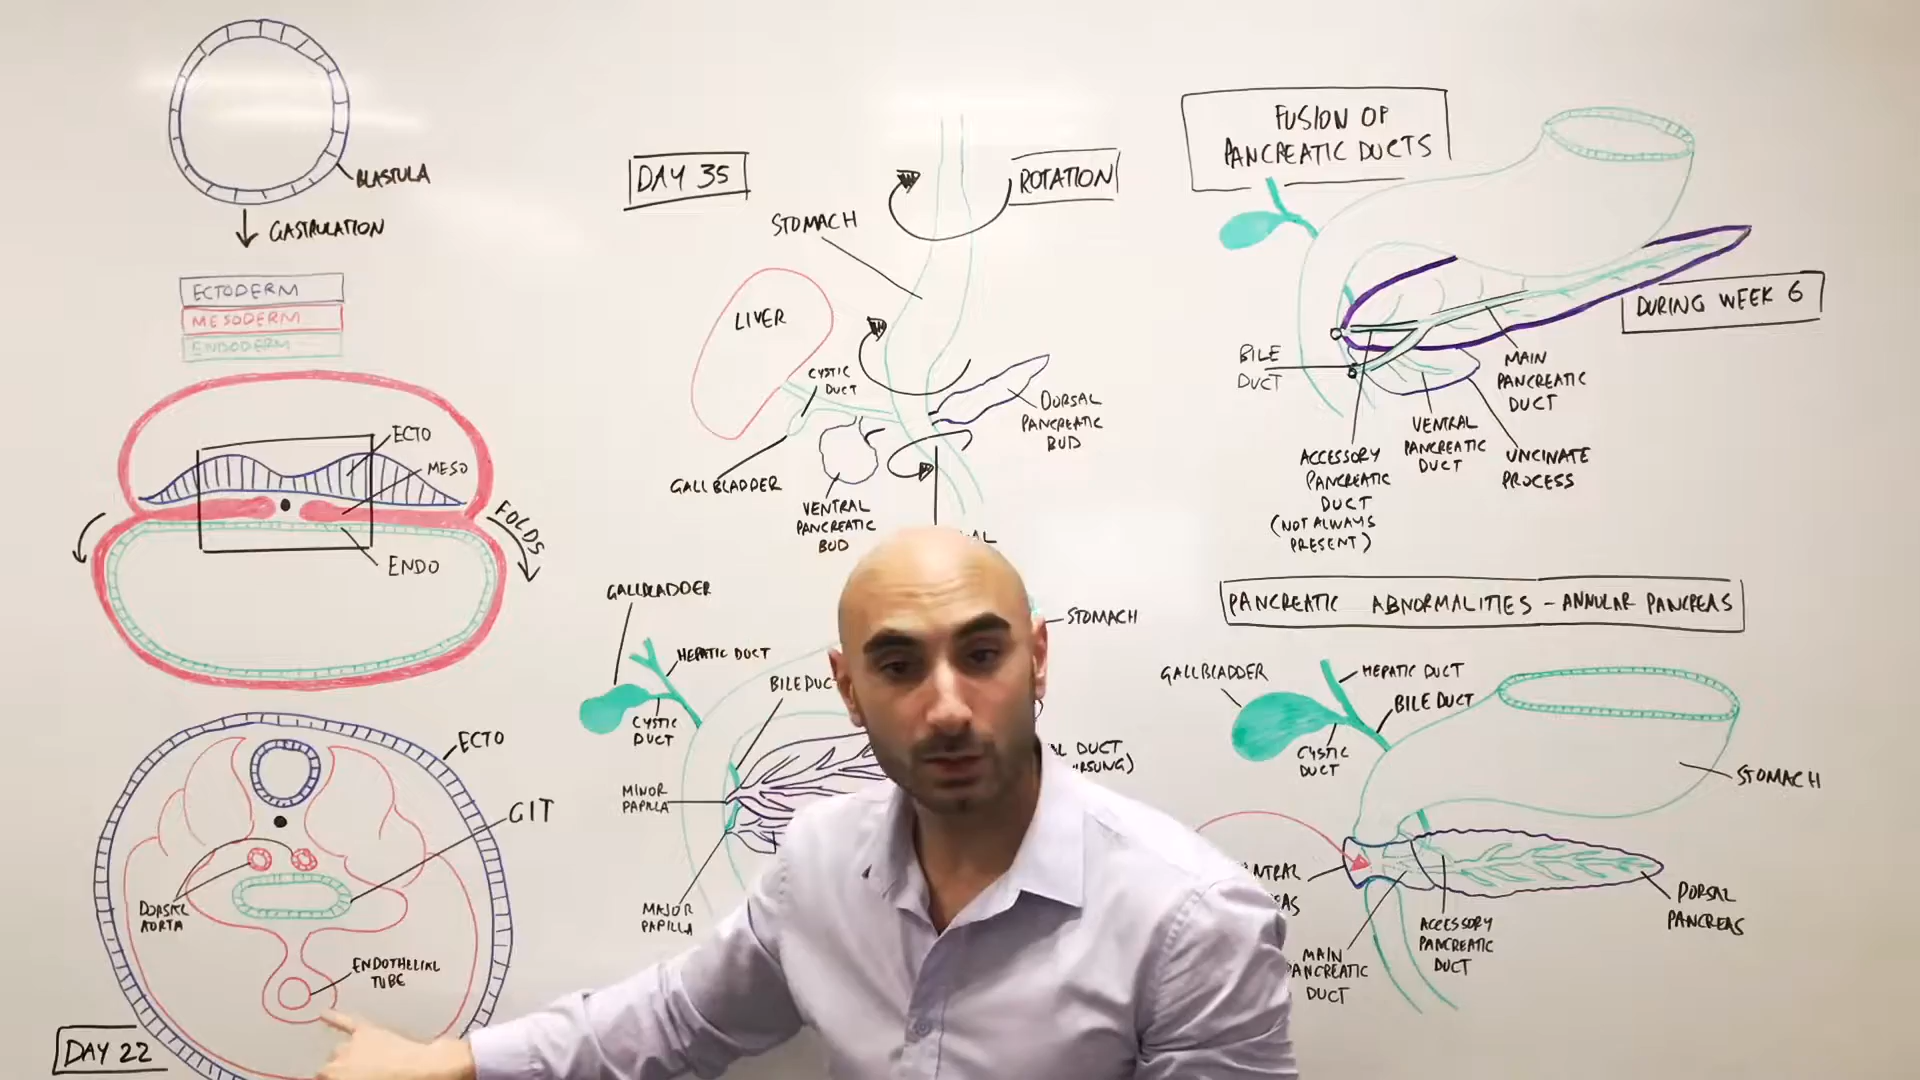 BLASTULA
GASTRULATION
ECTODERM
MESODERM
ENDODERM
ECTO
MESO
ENDO
FOLDS
ECTO
GIT
DORSAL
AORTA
ENDOTHELIAL
TUBE
DAY 22
DAY 35
ROTATION
STOMACH
LIVER
CYSTIC
DUCT
GALLBLADDER
DORSAL
PANCREATIC
BUD
VENTRAL
PANCREATIC
BUD
GALLBLADDER
HEPATIC DUCT
BILE DUC
CYSTIC
DUCT
MINOR
PAPILLA
MAJOR
PAPILLA
STOMACH
DUCT
FUSION OF
PANCREATIC DUCTS
DURING WEEK 6
BILE
DUCT
MAIN
PANCREATIC
DUCT
VENTRAL
PANCREATIC
DUCT
UNCINATE
PROCESS
ACCESSORY
PANCREATIC
DUCT
(NOT ALWAYS
PRESENT)
PANCREATIC ABNORMALITIES - ANNULAR PANCREAS
GALLBLADDER
HEPATIC DUCT
BILE DUCT
CYSTIC
DUCT
STOMACH
DORSAL
PANCREAS
ACCESSORY
PANCREATIC
DUCT
MAIN
PANCREATIC
DUCT